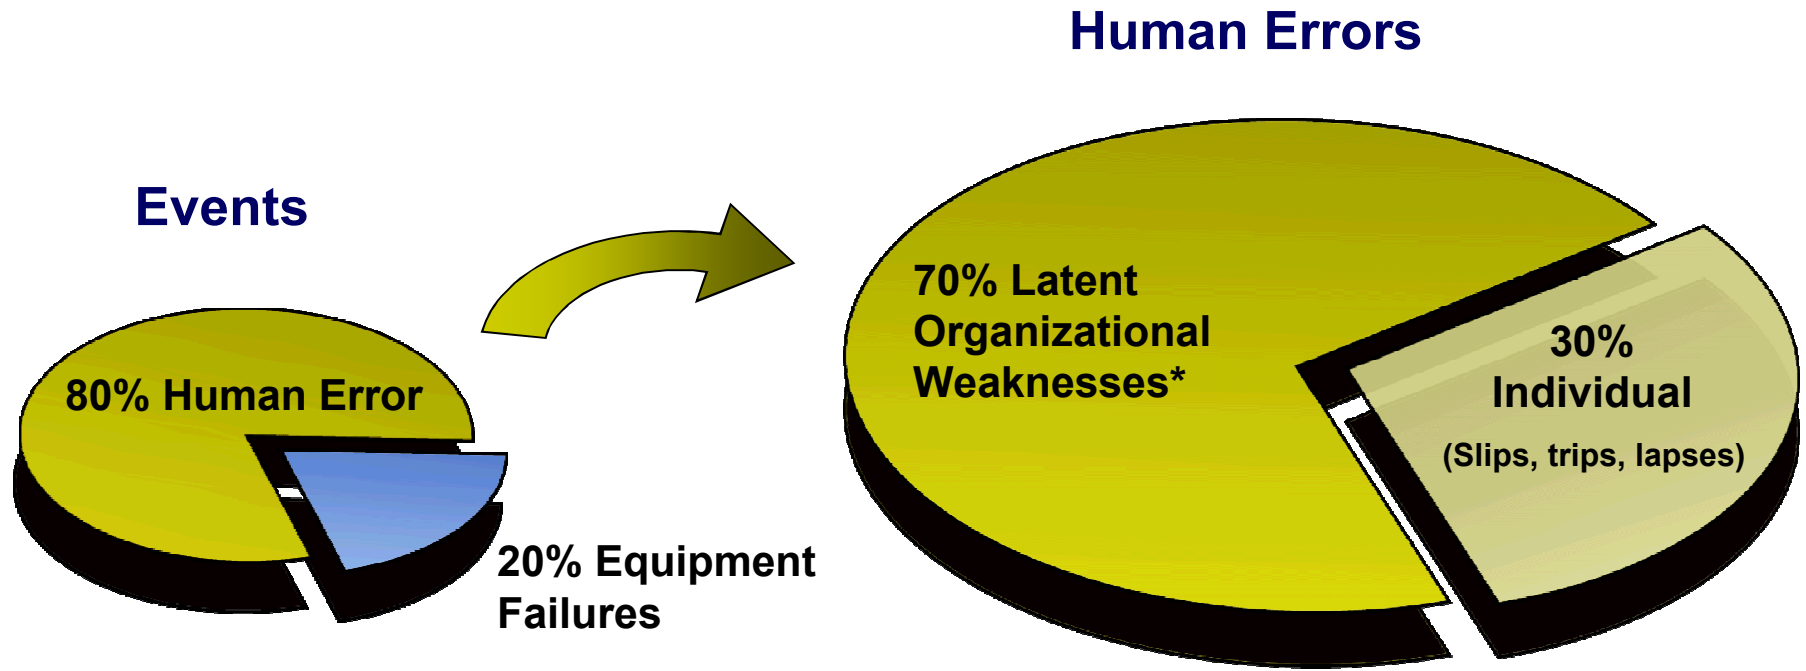 Human Errors
Events
80% Human Error
20% Equipment
Failures
70% Latent
Organizational
Weaknesses*
30%
Individual
(Slips, trips, lapses)